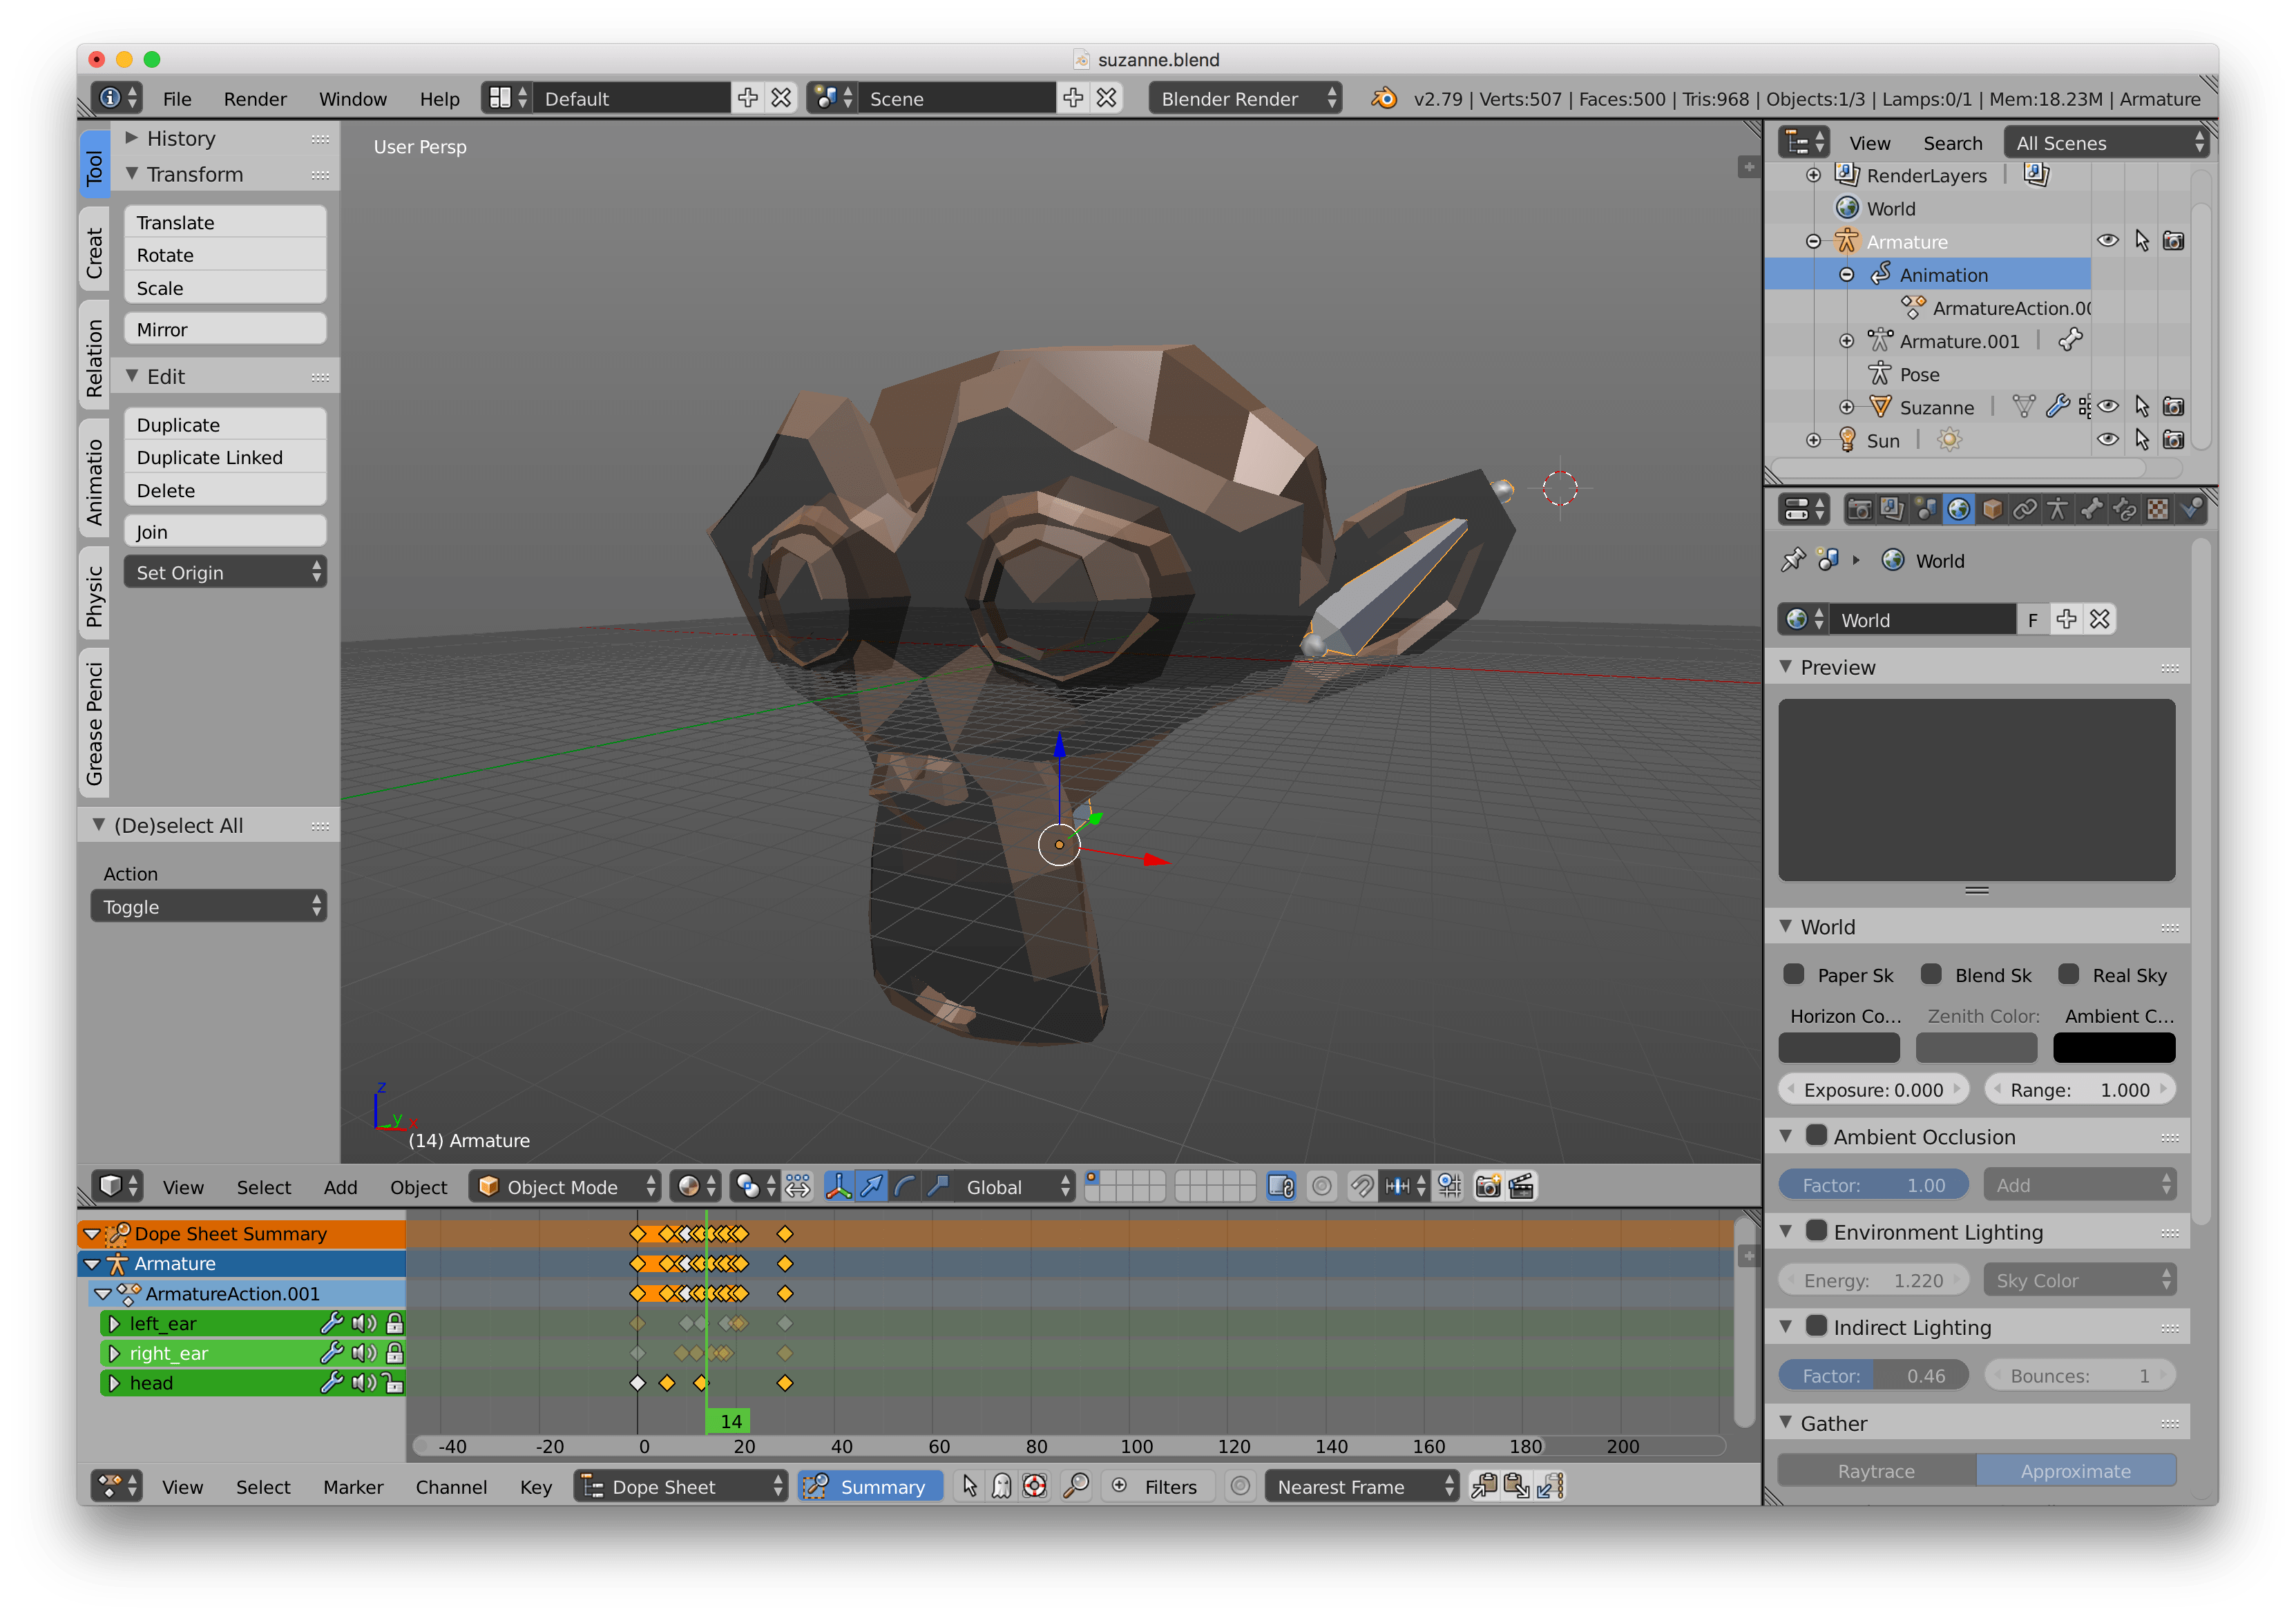 suzanne.blend
File Render Window Help Default Scene Blender Render v2.79 | Verts:507 | Faces:500 | Tris:968 | Objects:1/3 | Lamps:0/1 | Mem:18.23M | Armature
Tool
Creat
Relation
Animatio
Physic
Grease Penci
History
Transform
Translate
Rotate
Scale
Mirror
Edit
Duplicate
Duplicate Linked
Delete
Join
Set Origin
(De)select All
Action
Toggle
User Persp
z
y
x
(14) Armature
View Select Add Object Object Mode Global
View Search All Scenes
RenderLayers
World
Armature
Animation
ArmatureAction.00
Armature.001
Pose
Suzanne
Sun
World
World F
Preview
World
Paper Sk Blend Sk Real Sky
Horizon Co... Zenith Color: Ambient C...
Exposure: 0.000 Range: 1.000
Ambient Occlusion
Factor: 1.00 Add
Environment Lighting
Energy: 1.220 Sky Color
Indirect Lighting
Factor: 0.46 Bounces: 1
Gather
Raytrace Approximate
Dope Sheet Summary
Armature
ArmatureAction.001
left_ear
right_ear
head
14
-40 -20 0 20 40 60 80 100 120 140 160 180 200
View Select Marker Channel Key Dope Sheet Summary Filters Nearest Frame